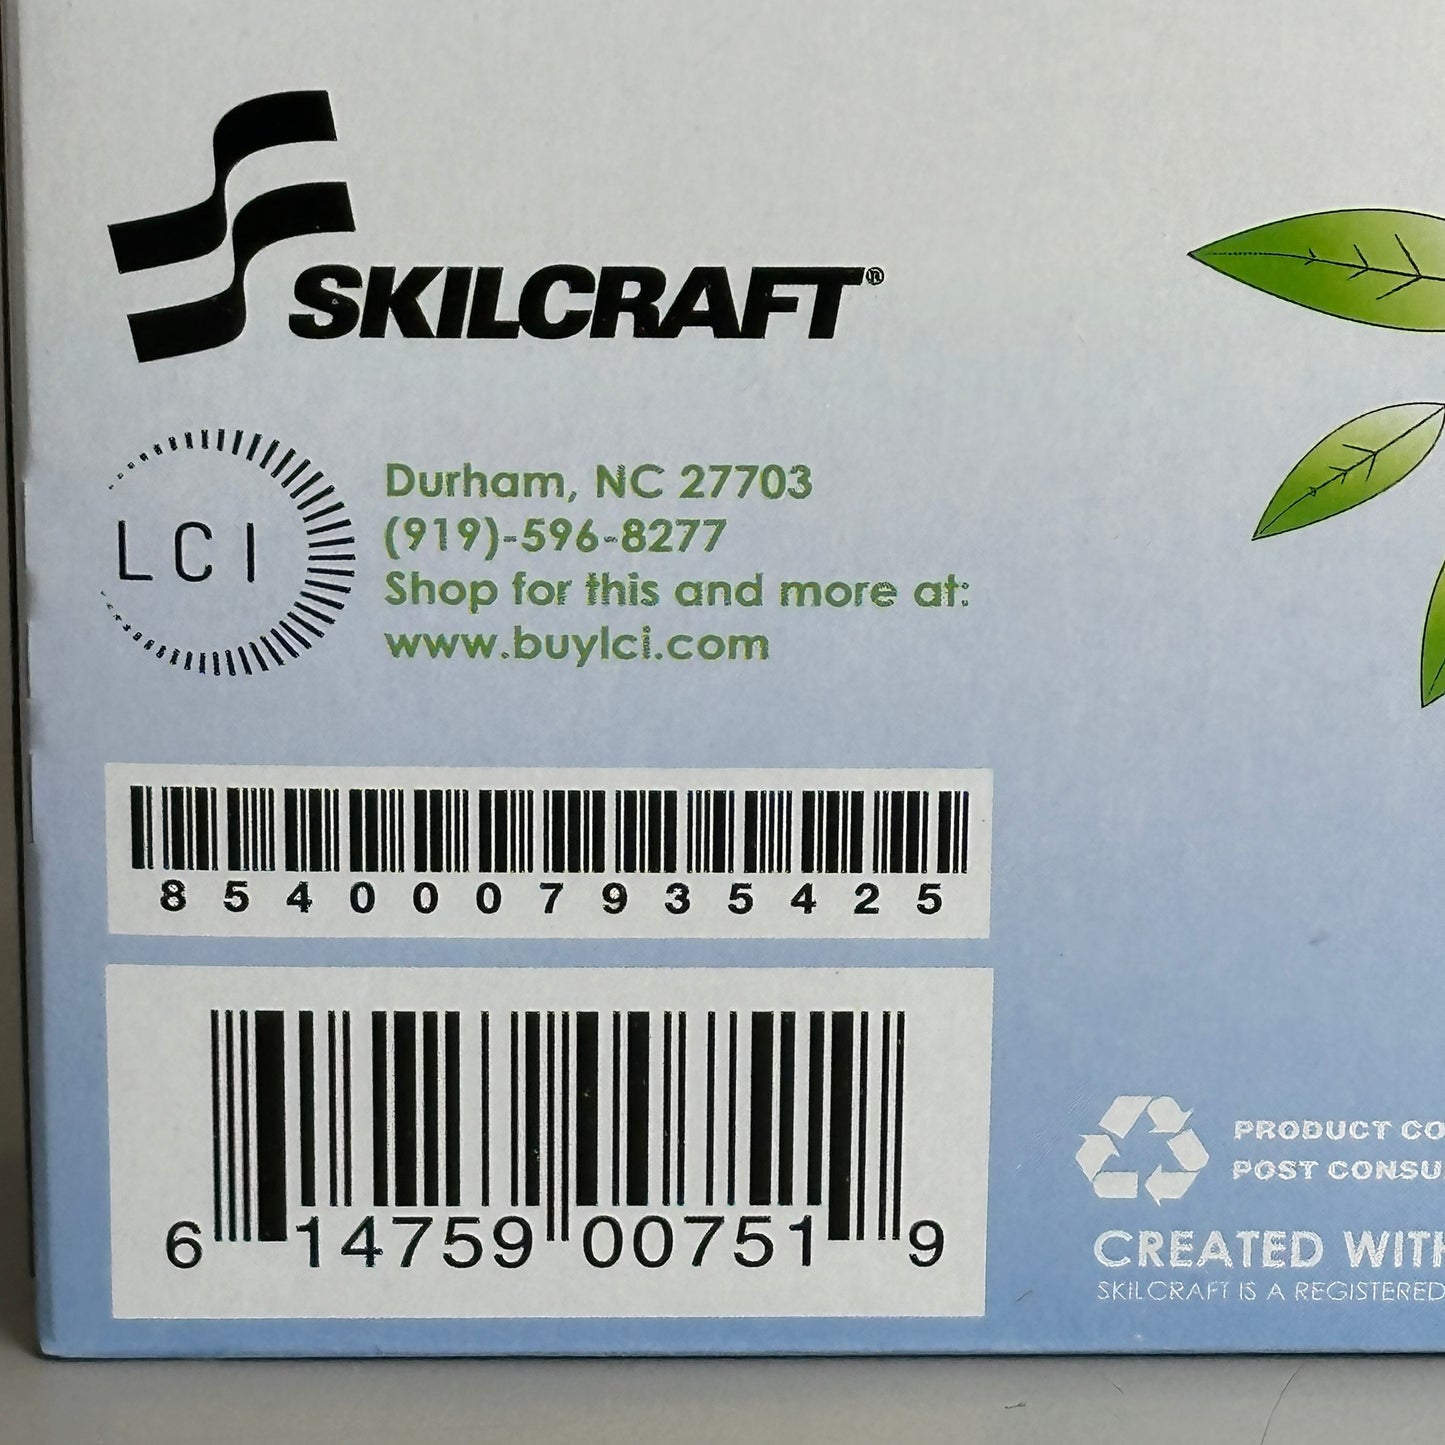 SKILCRAFT®
LCI
Durham, NC 27703
(919)-596-8277
Shop for this and more at:
www.buylci.com
8540007935425
6 14759 00751 9
PRODUCT CO
POST CONSU
CREATED WITH
SKILCRAFT IS A REGISTERED